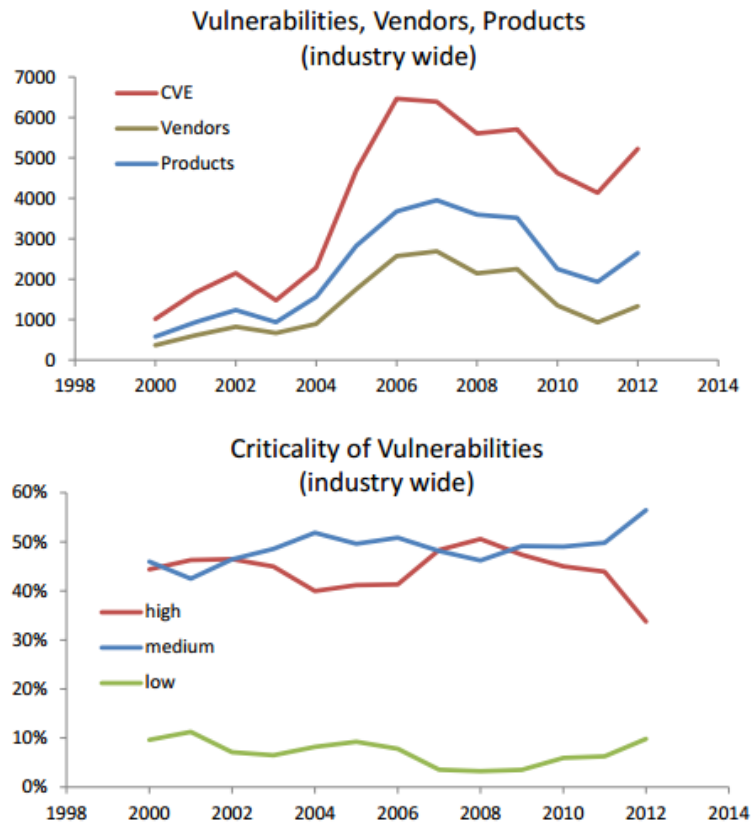 Vulnerabilities, Vendors, Products
(industry wide)
7000
6000
5000
4000
3000
2000
1000
0
CVE
Vendors
Products
1998 2000 2002 2004 2006 2008 2010 2012 2014
Criticality of Vulnerabilities
(industry wide)
60%
50%
40%
30%
20%
10%
0%
high
medium
low
1998 2000 2002 2004 2006 2008 2010 2012 2014